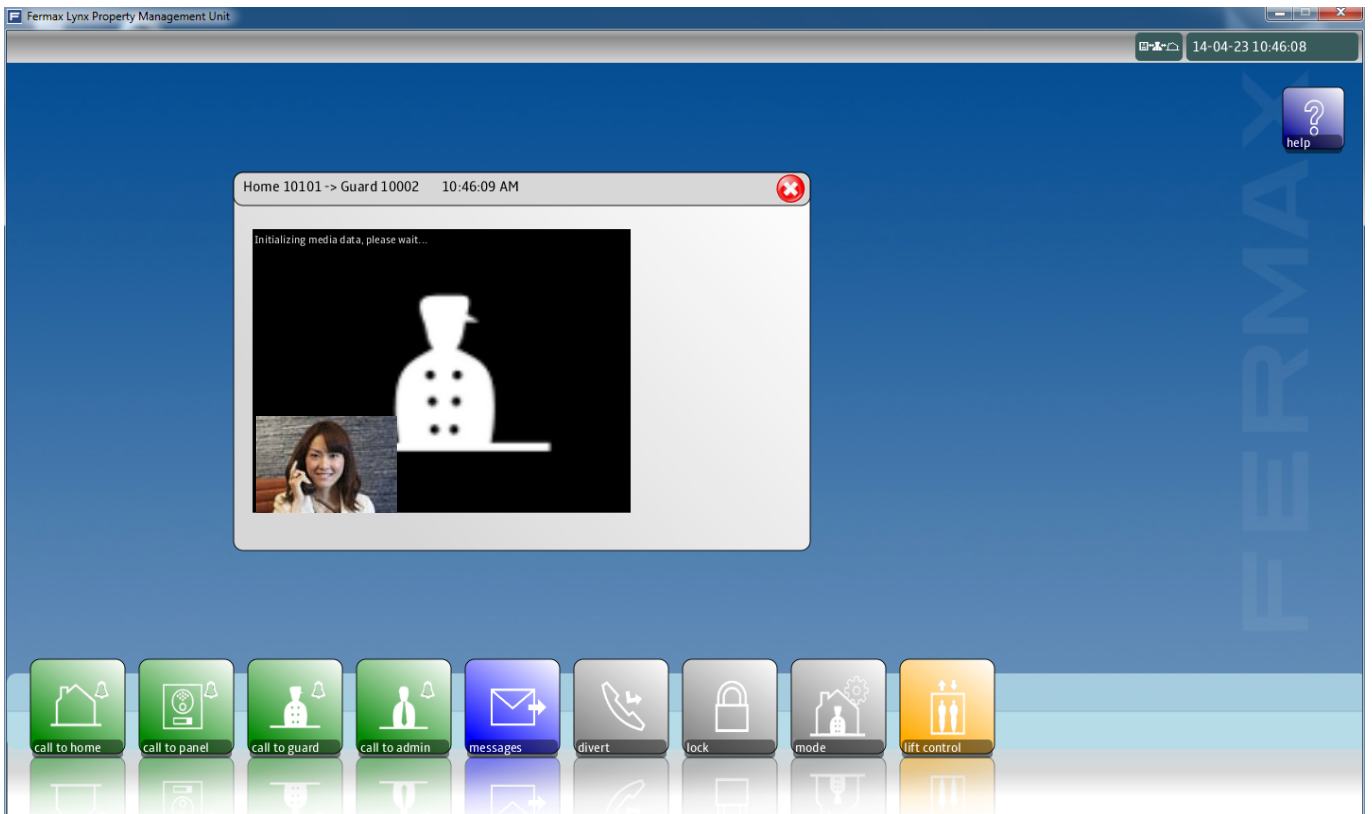 Fermax Lynx Property Management Unit
14-04-23 10:46:08
help
Home 10101 -> Guard 10002 10:46:09 AM
Initializing media data, please wait...
FERMAX
call to home
call to panel
call to guard
call to admin
messages
divert
lock
mode
lift control